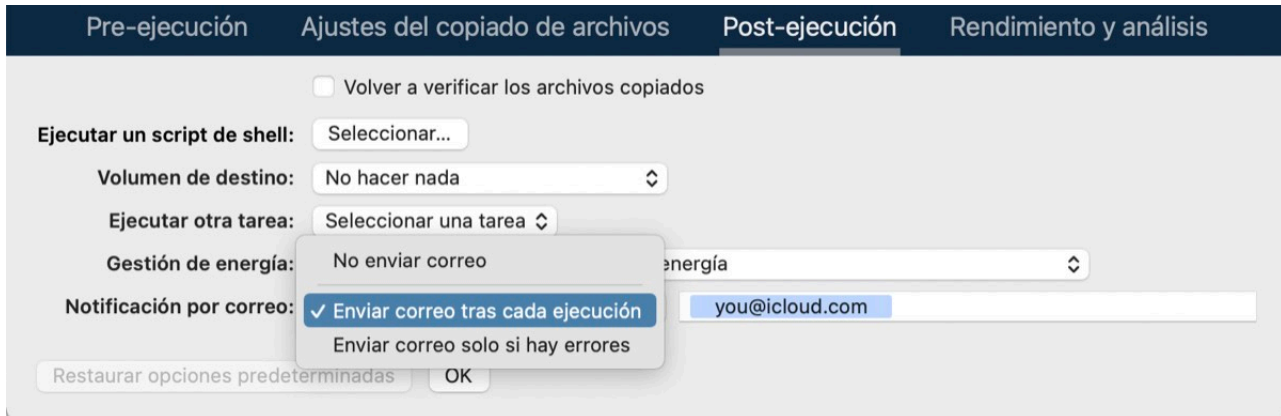 Pre-ejecución Ajustes del copiado de archivos Post-ejecución Rendimiento y análisis
Volver a verificar los archivos copiados
Ejecutar un script de shell: Seleccionar...
Volumen de destino: No hacer nada
Ejecutar otra tarea: Seleccionar una tarea
Gestión de energía: energía
No enviar correo
Notificación por correo: you@icloud.com
✓ Enviar correo tras cada ejecución
Enviar correo solo si hay errores
Restaurar opciones predeterminadas OK